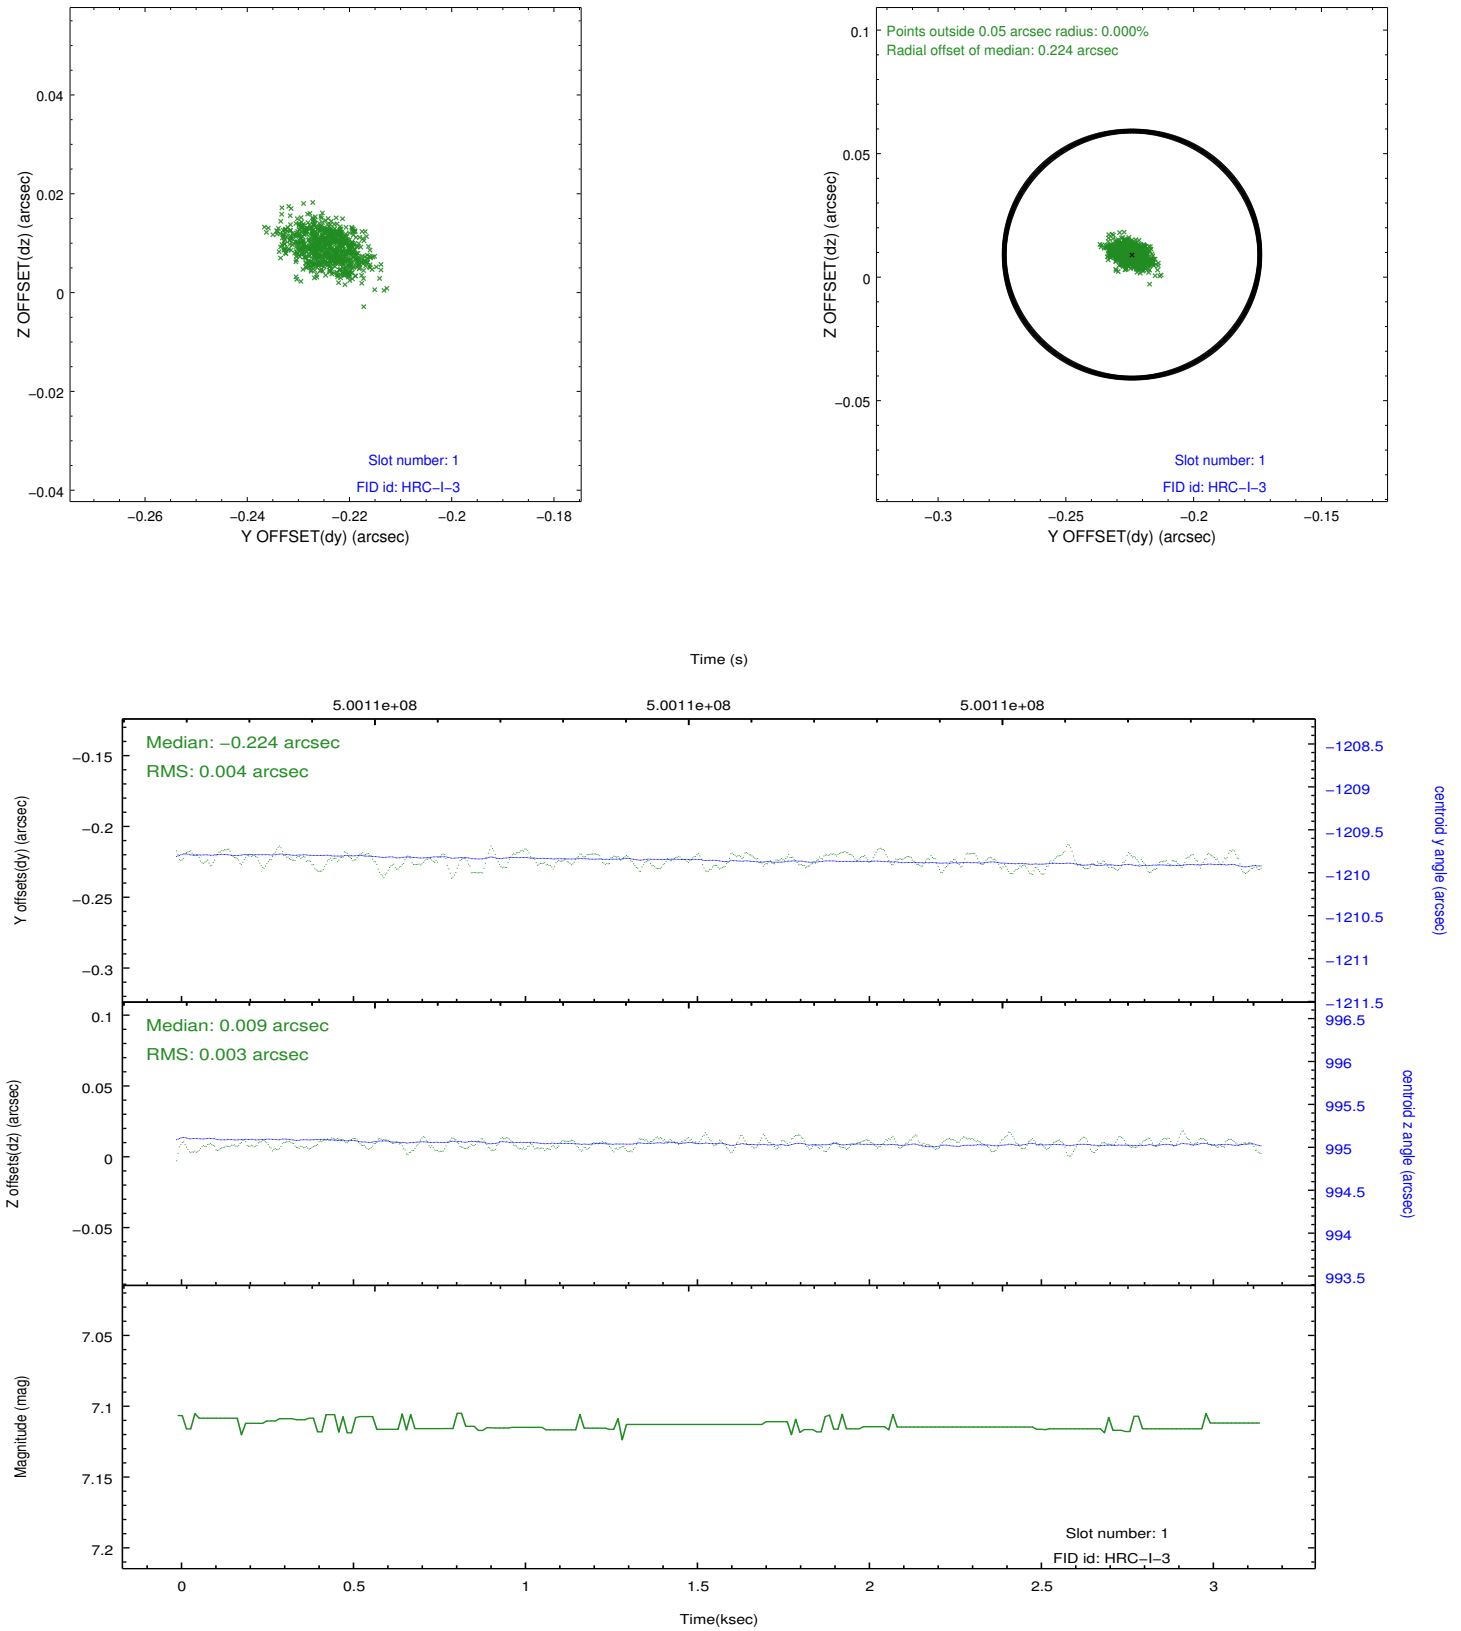 0.04
0.02
0
−0.02
−0.04
Z OFFSET(dz) (arcsec)
Slot number: 1
FID id: HRC−I−3
−0.26
−0.24
−0.22
−0.2
−0.18
Y OFFSET(dy) (arcsec)
Points outside 0.05 arcsec radius: 0.000%
Radial offset of median: 0.224 arcsec
0.1
0.05
0
−0.05
Z OFFSET(dz) (arcsec)
Slot number: 1
FID id: HRC−I−3
−0.3
−0.25
−0.2
−0.15
Y OFFSET(dy) (arcsec)
Time (s)
5.0011e+08
5.0011e+08
5.0011e+08
Median: −0.224 arcsec
RMS: 0.004 arcsec
−0.15
−0.2
−0.25
−0.3
Y offsets(dy) (arcsec)
−1208.5
−1209
−1209.5
−1210
−1210.5
−1211
−1211.5
centroid y angle (arcsec)
Median: 0.009 arcsec
RMS: 0.003 arcsec
0.1
0.05
0
−0.05
Z offsets(dz) (arcsec)
996.5
996
995.5
995
994.5
994
993.5
centroid z angle (arcsec)
7.05
7.1
7.15
7.2
Magnitude (mag)
Slot number: 1
FID id: HRC−I−3
0
0.5
1
1.5
2
2.5
3
Time(ksec)